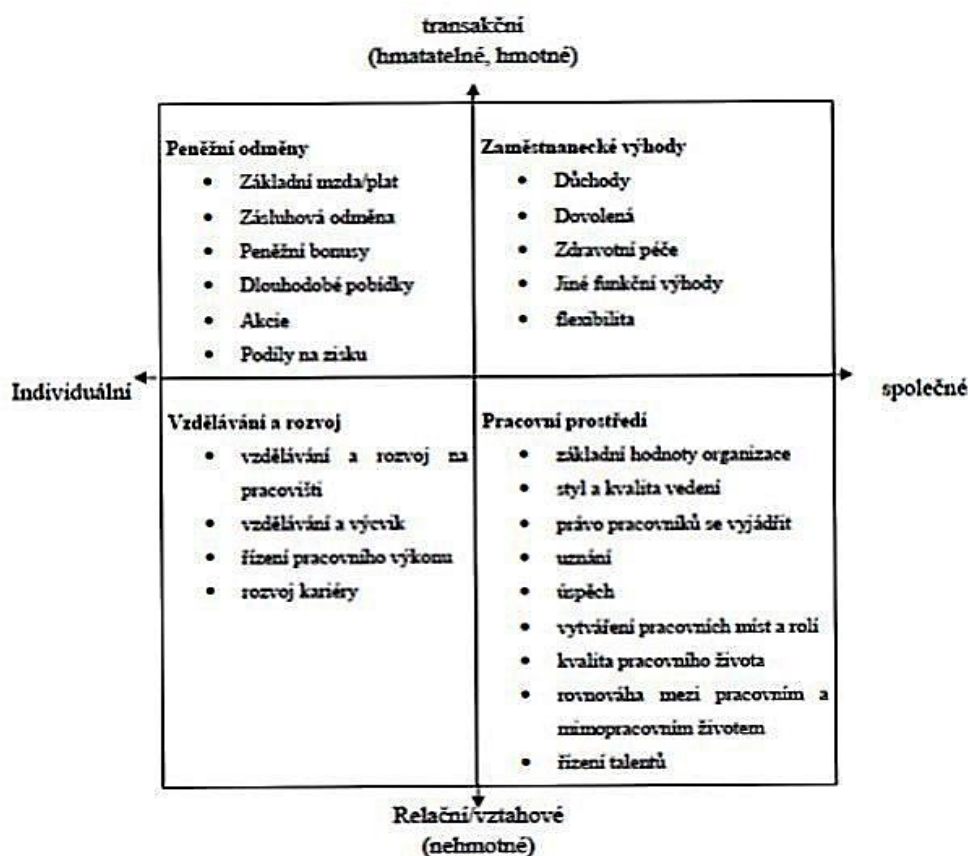 transakční
(hmatatelné, hmotné)
Peněžní odměny
• Základní mzda/plat
• Zásluhová odměna
• Peněžní bonusy
• Dlouhodobé pobídky
• Akcie
• Podíly na zisku
Zaměstnanecké výhody
• Důchody
• Dovolená
• Zdravotní péče
• Jiné funkční výhody
• flexibilita
Individuální
společné
Vzdělávání a rozvoj
• vzdělávání a rozvoj na
pracovišti
• vzdělávání a výcvik
• řízení pracovního výkonu
• rozvoj kariéry
Pracovní prostředí
• základní hodnoty organizace
• styl a kvalita vedení
• právo pracovníků se vyjádřit
• uznání
• úspěch
• vytváření pracovních míst a rolí
• kvalita pracovního života
• rovnováha mezi pracovním a
mimopracovním životem
• řízení talentů
Relační/vztahové
(nehmotné)